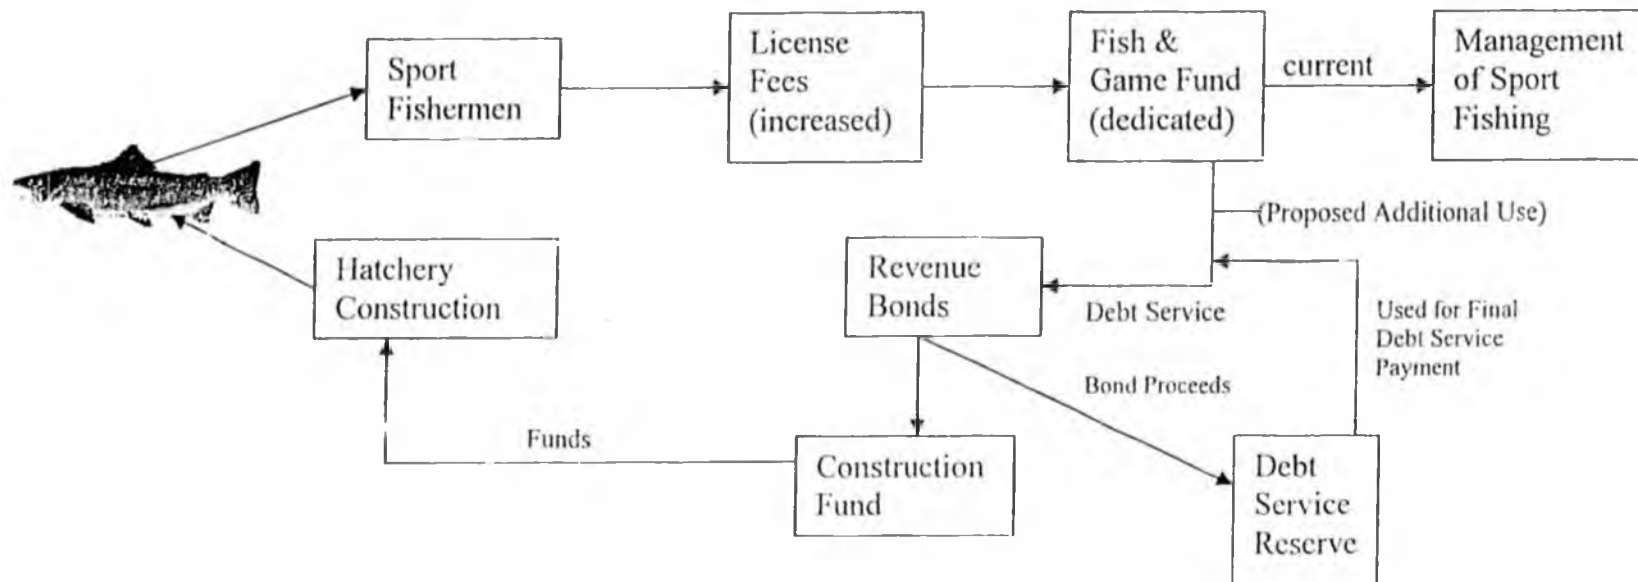 Sport
Fishermen
License
Fees
(increased)
Fish &
Game Fund
(dedicated)
current
Management
of Sport
Fishing
(Proposed Additional Use)
Hatchery
Construction
Revenue
Bonds
Debt Service
Used for Final
Debt Service
Payment
Bond Proceeds
Funds
Construction
Fund
Debt
Service
Reserve